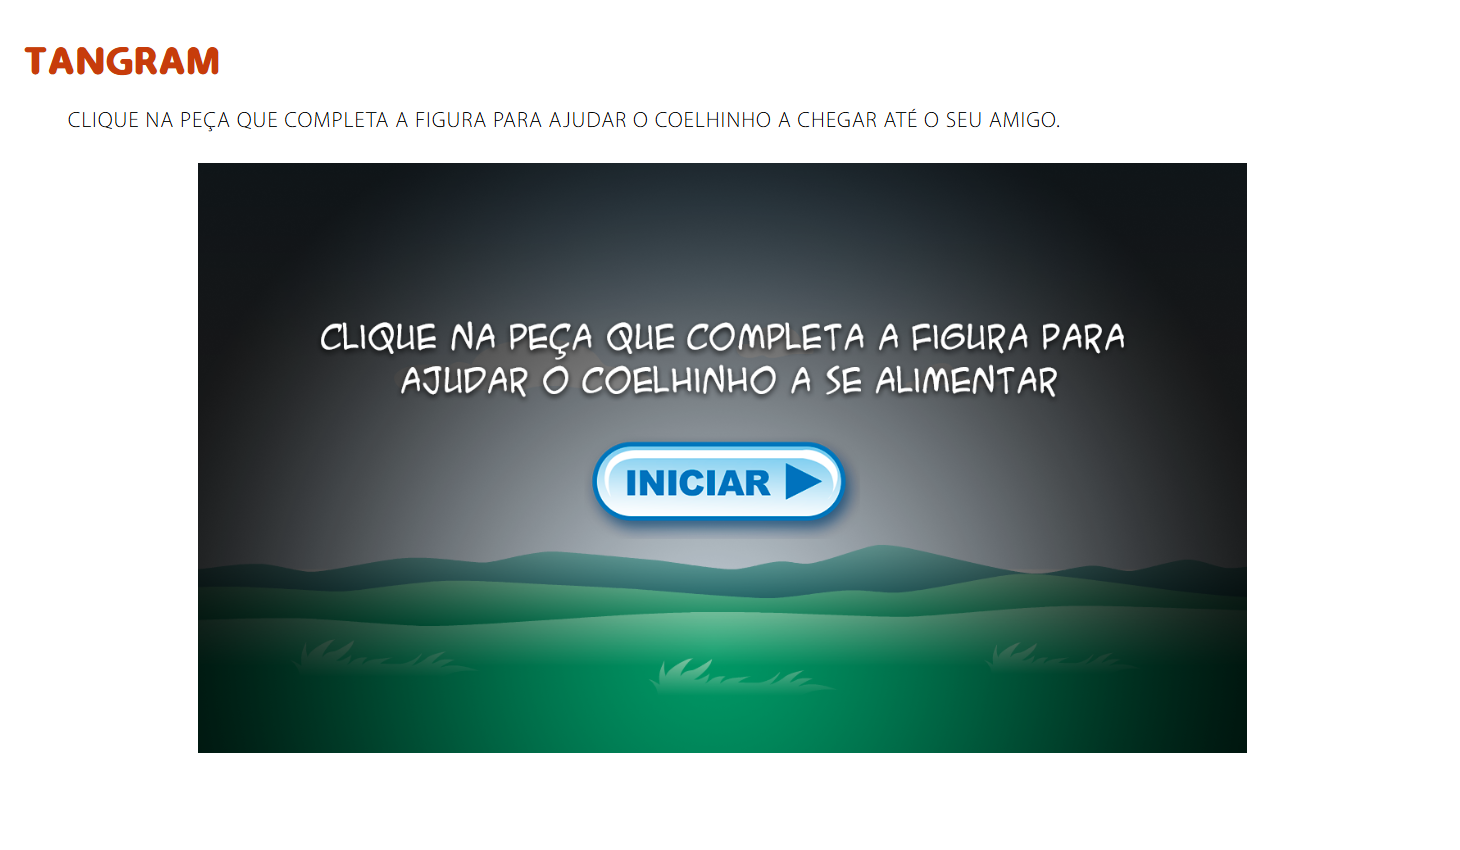 TANGRAM
CLIQUE NA PEÇA QUE COMPLETA A FIGURA PARA AJUDAR O COELHINHO A CHEGAR ATÉ O SEU AMIGO.
CLIQUE NA PEÇA QUE COMPLETA A FIGURA PARA
AJUDAR O COELHINHO A SE ALIMENTAR
INICIAR